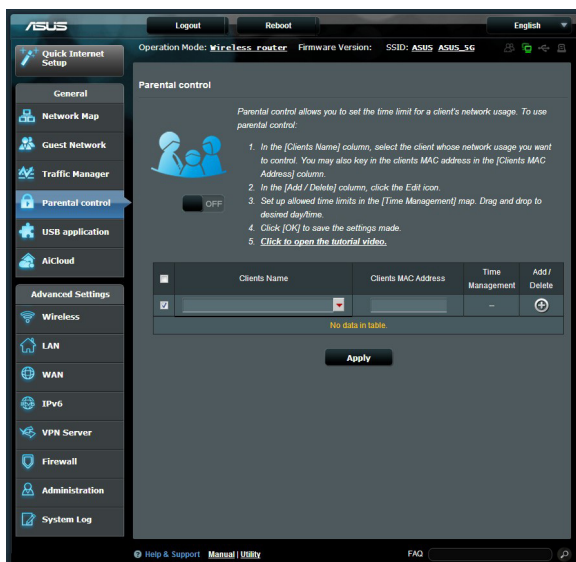 ASUS
Logout
Reboot
English
Quick Internet
Setup
Operation Mode: Wireless router Firmware Version: SSID: ASUS ASUS_5G
General
Network Map
Guest Network
Traffic Manager
Parental control
USB application
AiCloud
Advanced Settings
Wireless
LAN
WAN
IPv6
VPN Server
Firewall
Administration
System Log
Parental control
Parental control allows you to set the time limit for a client's network usage. To use
parental control:
1. In the [Clients Name] column, select the client whose network usage you want
to control. You may also key in the clients MAC address in the [Clients MAC
Address] column.
2. In the [Add / Delete] column, click the Edit icon.
3. Set up allowed time limits in the [Time Management] map. Drag and drop to
desired day/time.
4. Click [OK] to save the settings made.
5. Click to open the tutorial video.
OFF
Clients Name
Clients MAC Address
Time
Management
Add /
Delete
–
No data in table.
Apply
Help & Support Manual | Utility
FAQ